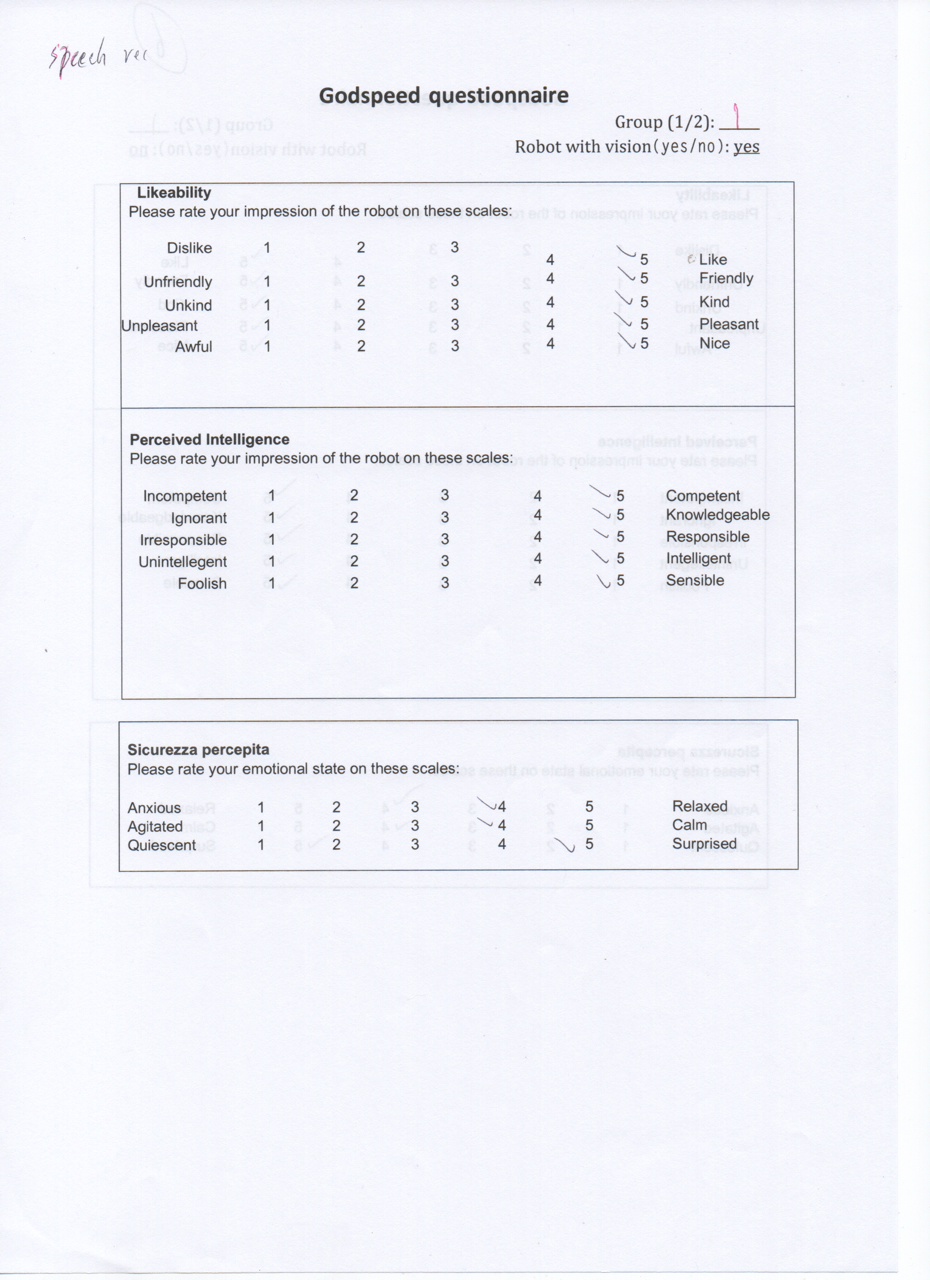 speech rec
Godspeed questionnaire
Group (1/2): 1
Robot with vision(yes/no): yes
Likeability
Please rate your impression of the robot on these scales:
Dislike 1 2 3 4 5 Like
Unfriendly 1 2 3 4 5 Friendly
Unkind 1 2 3 4 5 Kind
Unpleasant 1 2 3 4 5 Pleasant
Awful 1 2 3 4 5 Nice
Perceived Intelligence
Please rate your impression of the robot on these scales:
Incompetent 1 2 3 4 5 Competent
Ignorant 1 2 3 4 5 Knowledgeable
Irresponsible 1 2 3 4 5 Responsible
Unintellegent 1 2 3 4 5 Intelligent
Foolish 1 2 3 4 5 Sensible
Sicurezza percepita
Please rate your emotional state on these scales:
Anxious 1 2 3 4 5 Relaxed
Agitated 1 2 3 4 5 Calm
Quiescent 1 2 3 4 5 Surprised